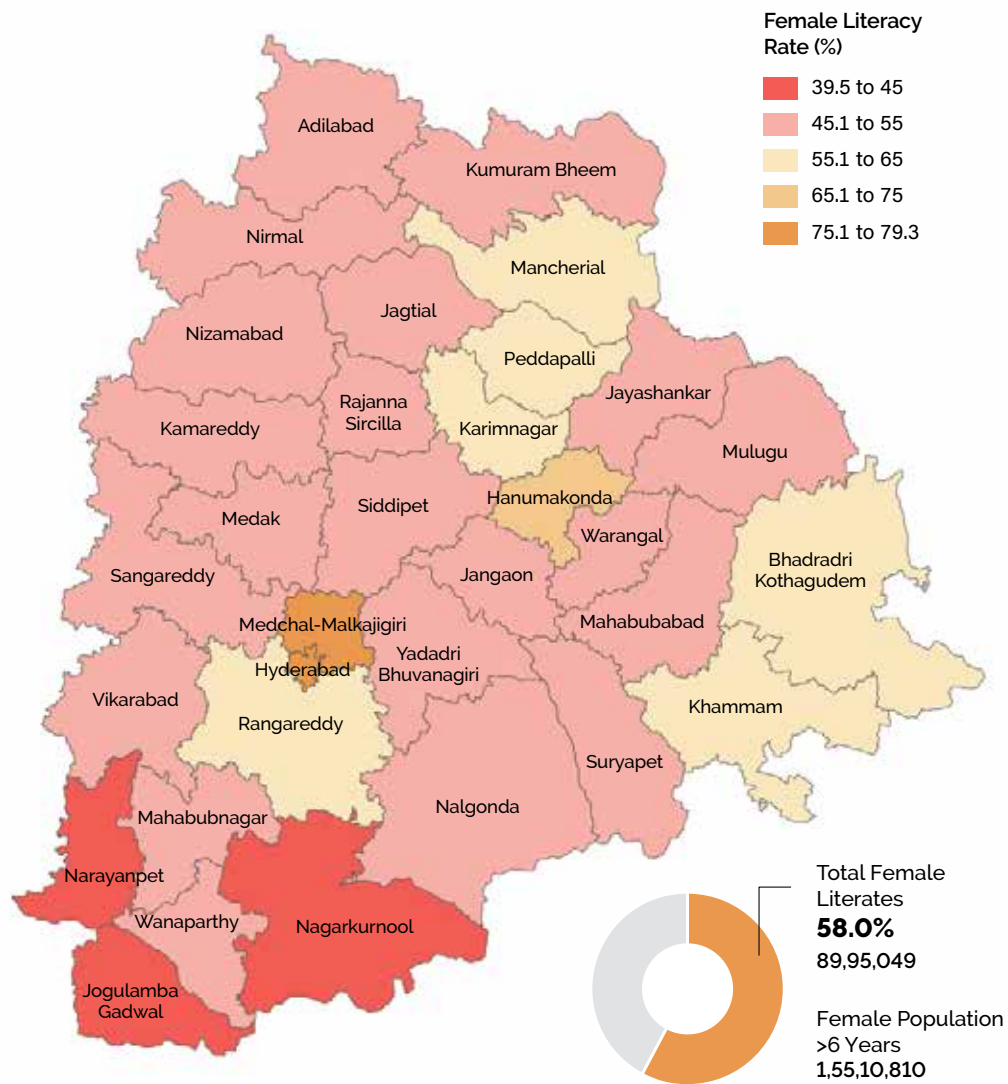 Female Literacy
Rate (%)
39.5 to 45
45.1 to 55
55.1 to 65
65.1 to 75
75.1 to 79.3
Adilabad
Kumuram Bheem
Nirmal
Mancherial
Jagtial
Nizamabad
Peddapalli
Jayashankar
Rajanna
Sircilla
Kamareddy
Karimnagar
Mulugu
Hanumakonda
Siddipet
Medak
Warangal
Bhadradri
Kothagudem
Jangaon
Sangareddy
Mahabubabad
Medchal-Malkajigiri
Yadadri
Bhuvanagiri
Hyderabad
Vikarabad
Khammam
Rangareddy
Suryapet
Nalgonda
Mahabubnagar
Narayanpet
Wanaparthy
Nagarkurnool
Jogulamba
Gadwal
Total Female
Literates
58.0%
89,95,049
Female Population
>6 Years
1,55,10,810